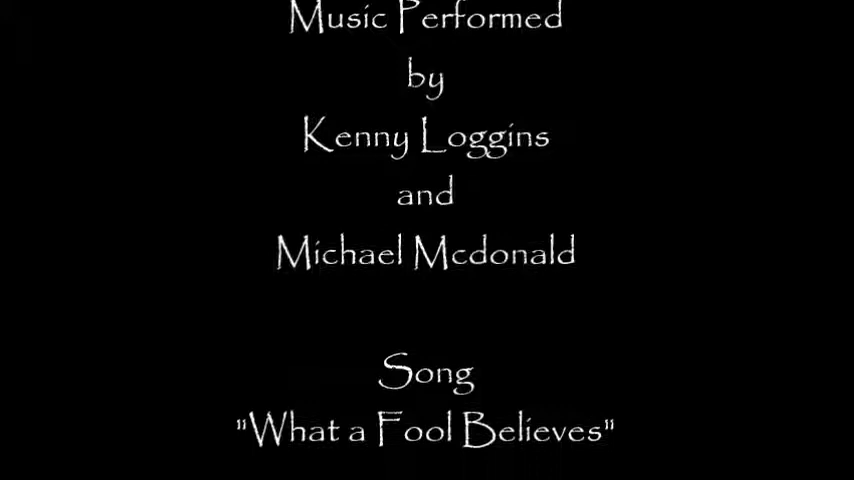 Music Performed
by
Kenny Loggins
and
Michael Mcdonald
Song
"What a Fool Believes"